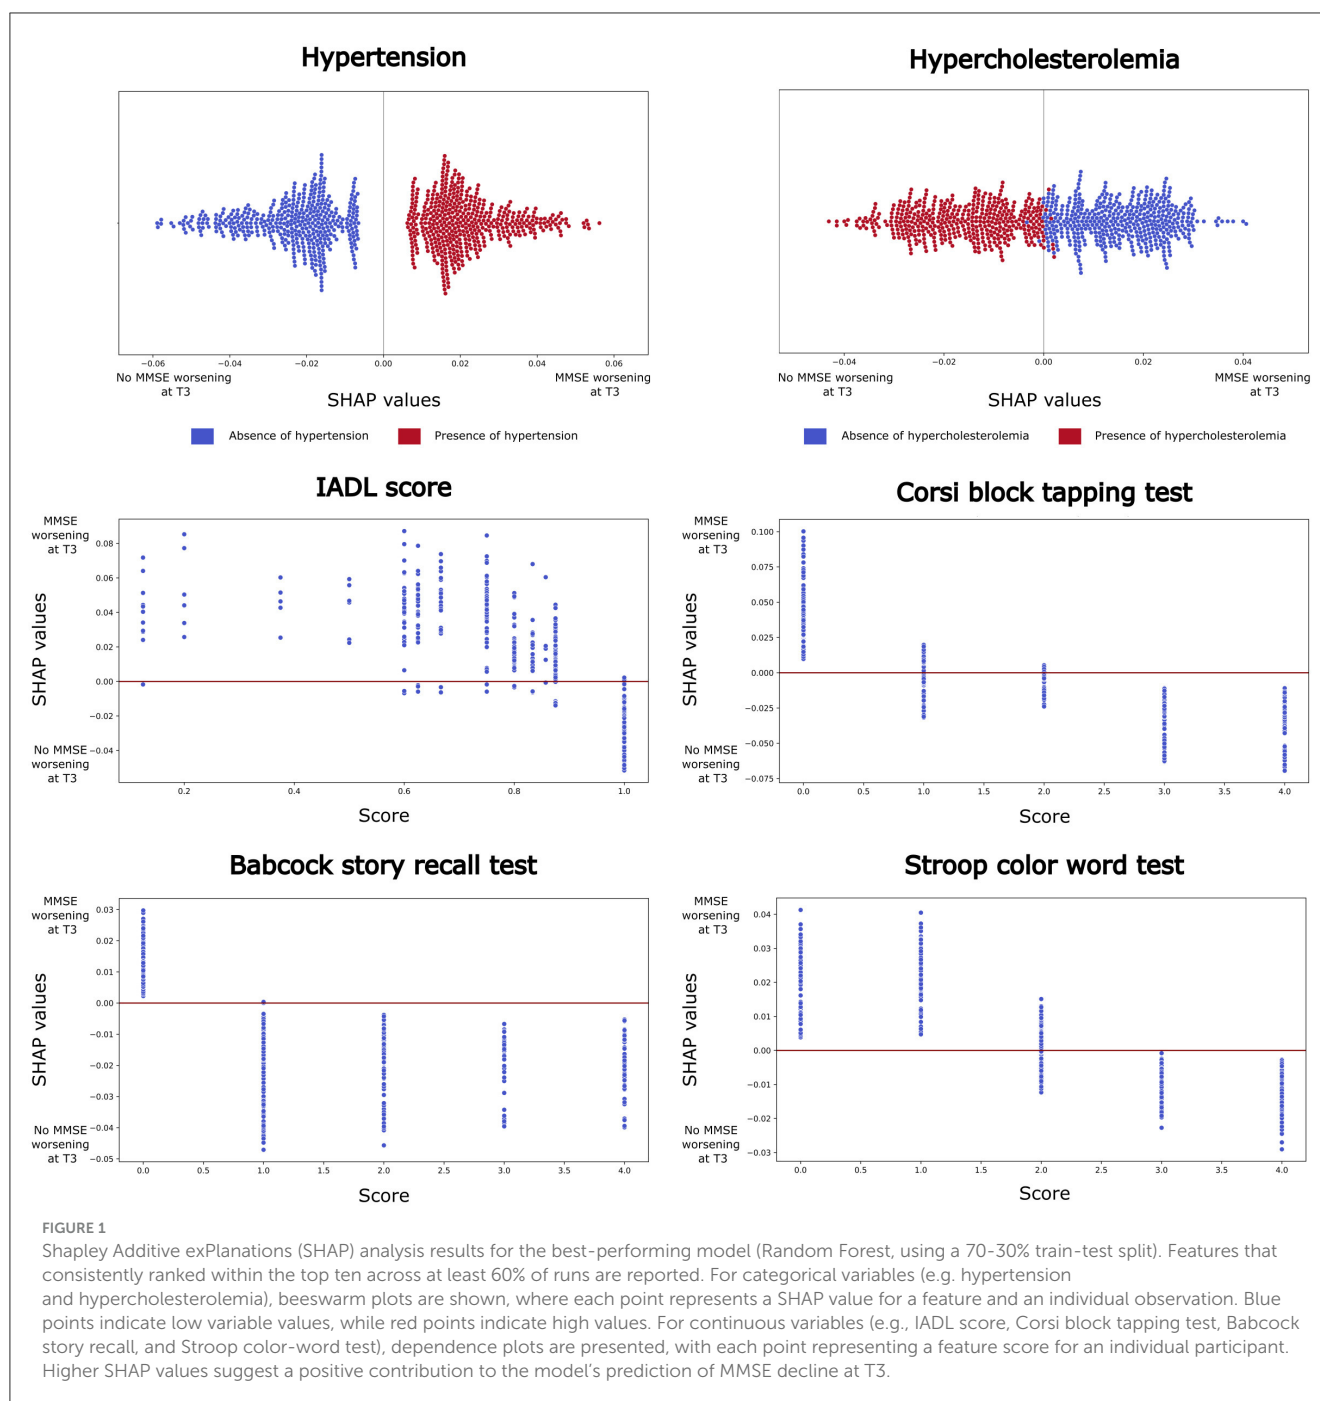 Hypertension
−0.06 −0.04 −0.02 0.00 0.02 0.04 0.06
No MMSE worsening
at T3
MMSE worsening
at T3
SHAP values
Absence of hypertension Presence of hypertension
Hypercholesterolemia
−0.04 −0.02 0.00 0.02 0.04
No MMSE worsening
at T3
MMSE worsening
at T3
SHAP values
Absence of hypercholesterolemia Presence of hypercholesterolemia
IADL score
MMSE
worsening
at T3
SHAP values
No MMSE
worsening
at T3
0.08
0.06
0.04
0.02
0.00
−0.02
−0.04
0.2 0.4 0.6 0.8 1.0
Score
Corsi block tapping test
MMSE
worsening
at T3
SHAP values
No MMSE
worsening
at T3
0.100
0.075
0.050
0.025
0.000
−0.025
−0.050
−0.075
0.0 0.5 1.0 1.5 2.0 2.5 3.0 3.5 4.0
Score
Babcock story recall test
MMSE
worsening
at T3
SHAP values
No MMSE
worsening
at T3
0.03
0.02
0.01
0.00
−0.01
−0.02
−0.03
−0.04
−0.05
0.0 0.5 1.0 1.5 2.0 2.5 3.0 3.5 4.0
Score
Stroop color word test
MMSE
worsening
at T3
SHAP values
No MMSE
worsening
at T3
0.04
0.03
0.02
0.01
0.00
−0.01
−0.02
−0.03
0.0 0.5 1.0 1.5 2.0 2.5 3.0 3.5 4.0
Score
FIGURE 1
Shapley Additive exPlanations (SHAP) analysis results for the best-performing model (Random Forest, using a 70-30% train-test split). Features that
consistently ranked within the top ten across at least 60% of runs are reported. For categorical variables (e.g. hypertension
and hypercholesterolemia), beeswarm plots are shown, where each point represents a SHAP value for a feature and an individual observation. Blue
points indicate low variable values, while red points indicate high values. For continuous variables (e.g., IADL score, Corsi block tapping test, Babcock
story recall, and Stroop color-word test), dependence plots are presented, with each point representing a feature score for an individual participant.
Higher SHAP values suggest a positive contribution to the model’s prediction of MMSE decline at T3.